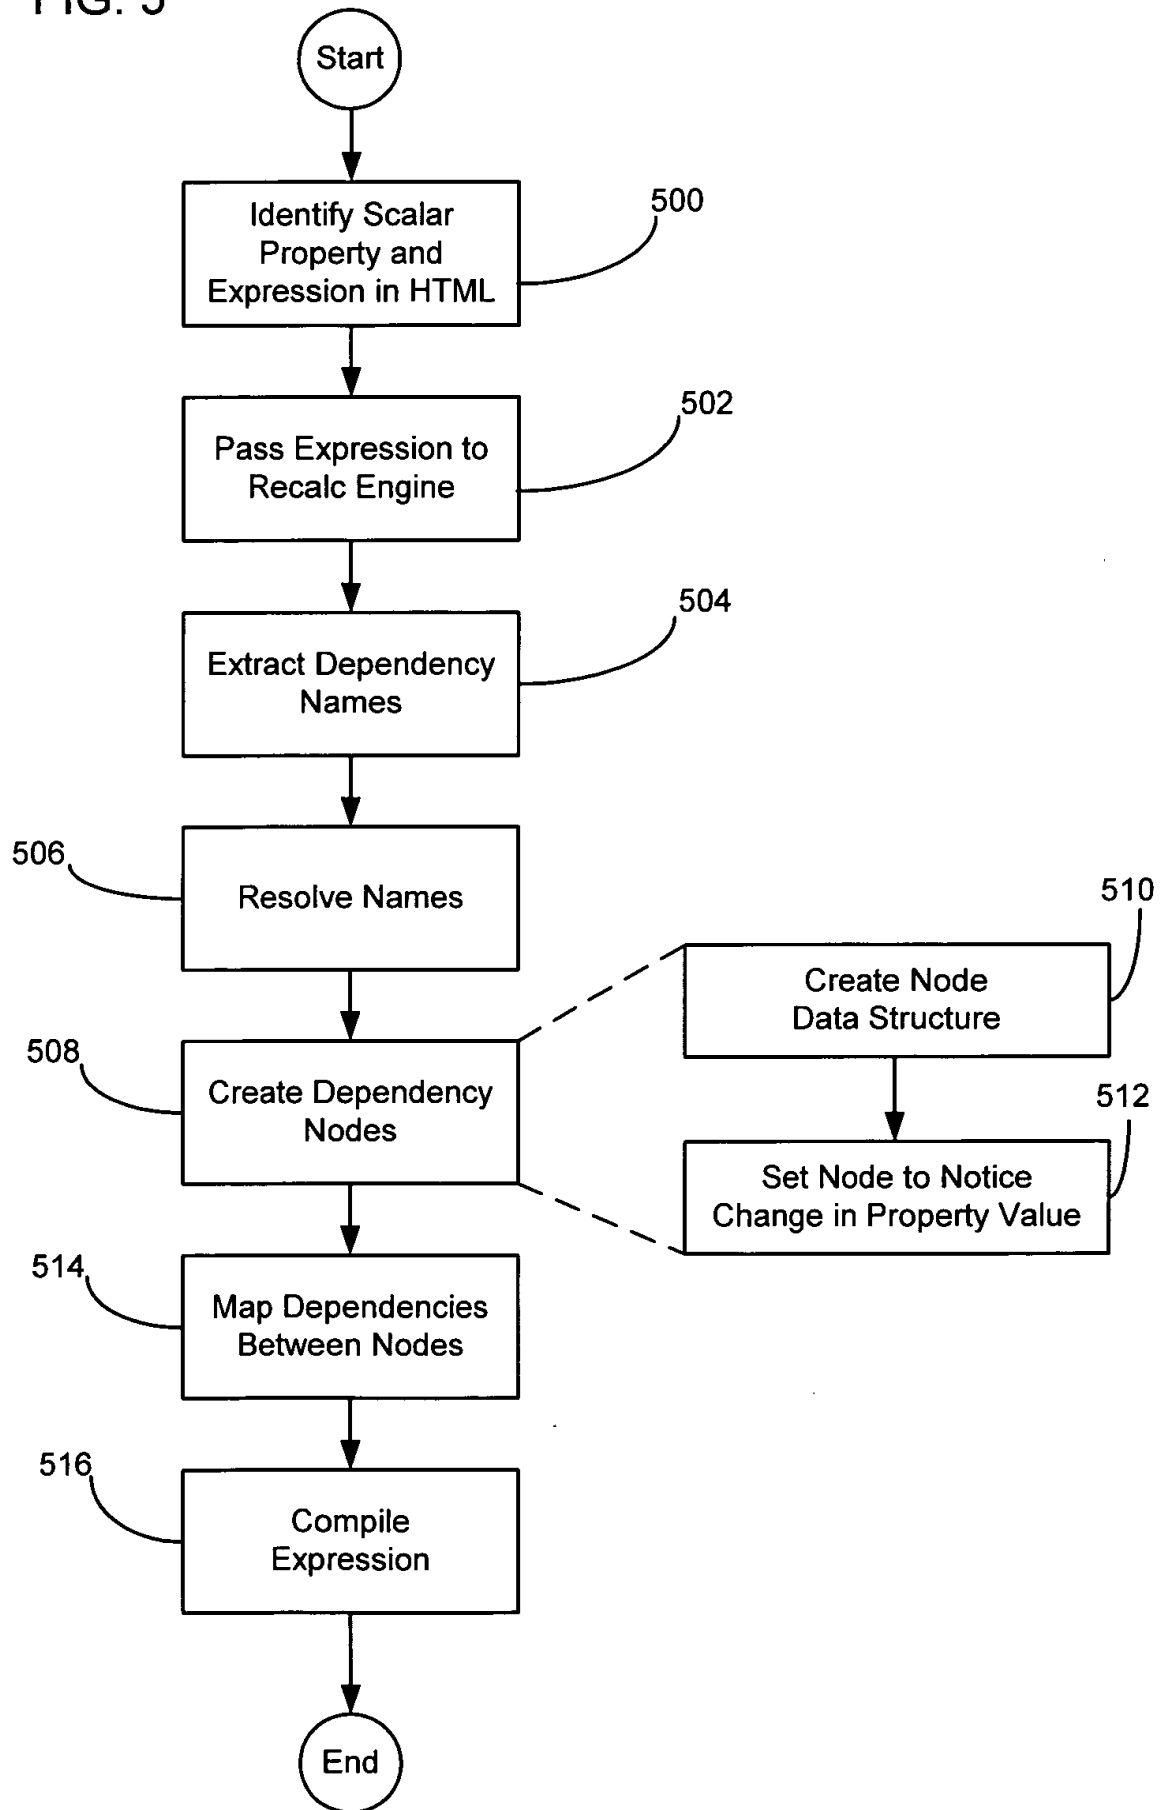 FIG. 5
Start
Identify Scalar
Property and
Expression in HTML
500
Pass Expression to
Recalc Engine
502
Extract Dependency
Names
504
Resolve Names
506
Create Dependency
Nodes
508
Create Node
Data Structure
510
Set Node to Notice
Change in Property Value
512
Map Dependencies
Between Nodes
514
Compile
Expression
516
End